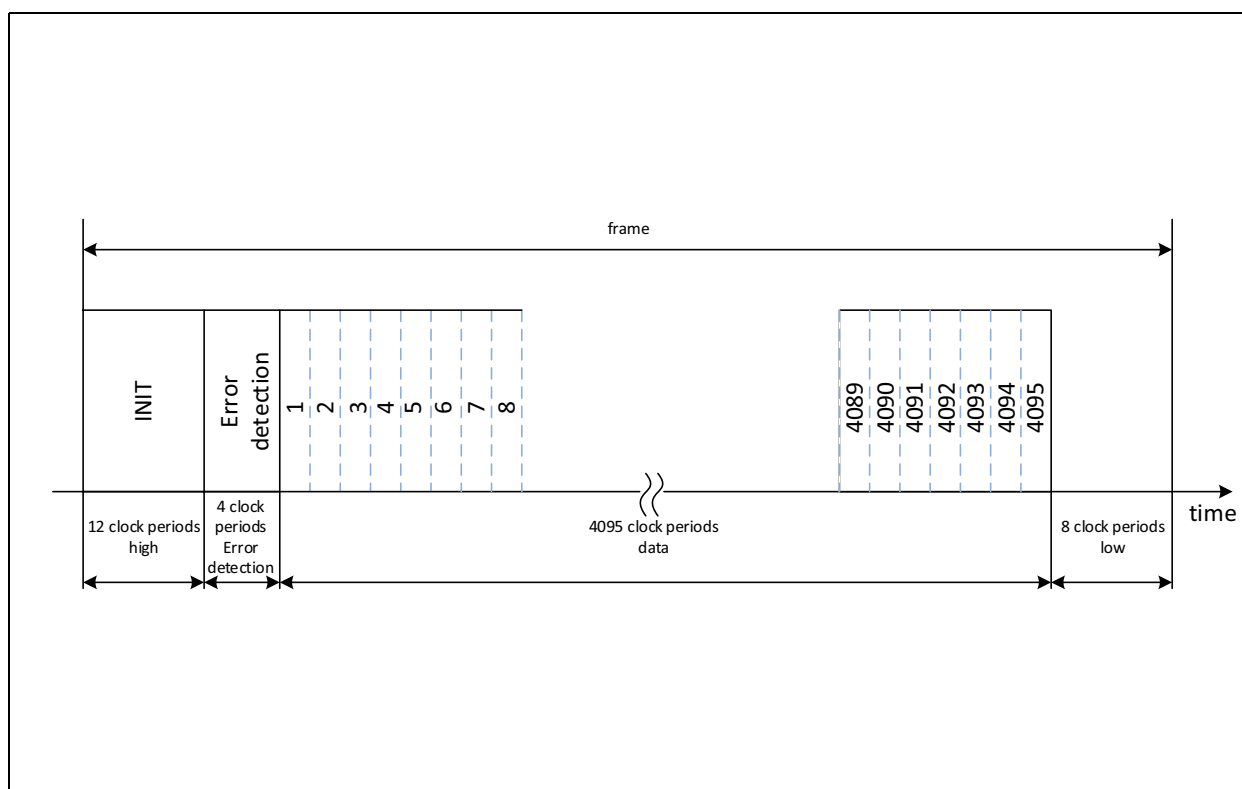 frame
INIT
Error
detection
1
2
3
4
5
6
7
8
4089
4090
4091
4092
4093
4094
4095
time
12 clock periods
high
4 clock
periods
Error
detection
4095 clock periods
data
8 clock periods
low